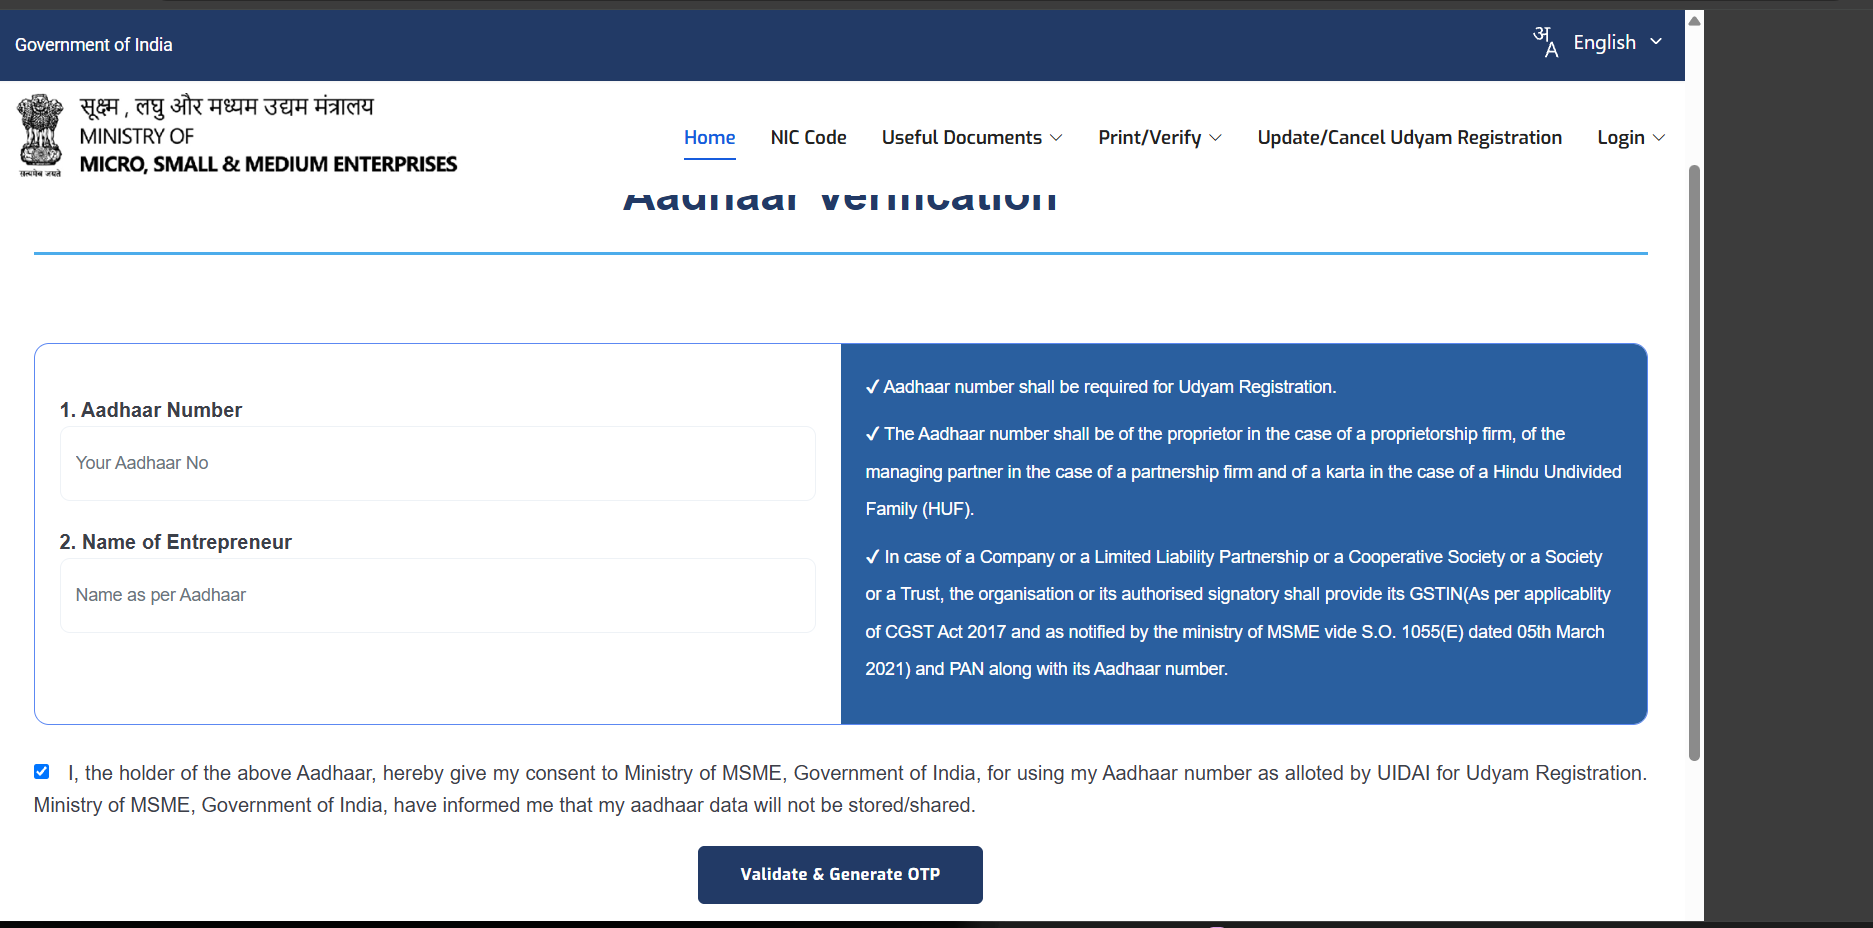 Government of India
अ
A
English
सूक्ष्म , लघु और मध्यम उद्यम मंत्रालय
MINISTRY OF
MICRO, SMALL & MEDIUM ENTERPRISES
सत्यमेव जयते
Home
NIC Code
Useful Documents
Print/Verify
Update/Cancel Udyam Registration
Login
Aadhaar Verification
1. Aadhaar Number
Your Aadhaar No
2. Name of Entrepreneur
Name as per Aadhaar
✓ Aadhaar number shall be required for Udyam Registration.
✓ The Aadhaar number shall be of the proprietor in the case of a proprietorship firm, of the
managing partner in the case of a partnership firm and of a karta in the case of a Hindu Undivided
Family (HUF).
✓ In case of a Company or a Limited Liability Partnership or a Cooperative Society or a Society
or a Trust, the organisation or its authorised signatory shall provide its GSTIN(As per applicablity
of CGST Act 2017 and as notified by the ministry of MSME vide S.O. 1055(E) dated 05th March
2021) and PAN along with its Aadhaar number.
I, the holder of the above Aadhaar, hereby give my consent to Ministry of MSME, Government of India, for using my Aadhaar number as alloted by UIDAI for Udyam Registration.
Ministry of MSME, Government of India, have informed me that my aadhaar data will not be stored/shared.
Validate & Generate OTP